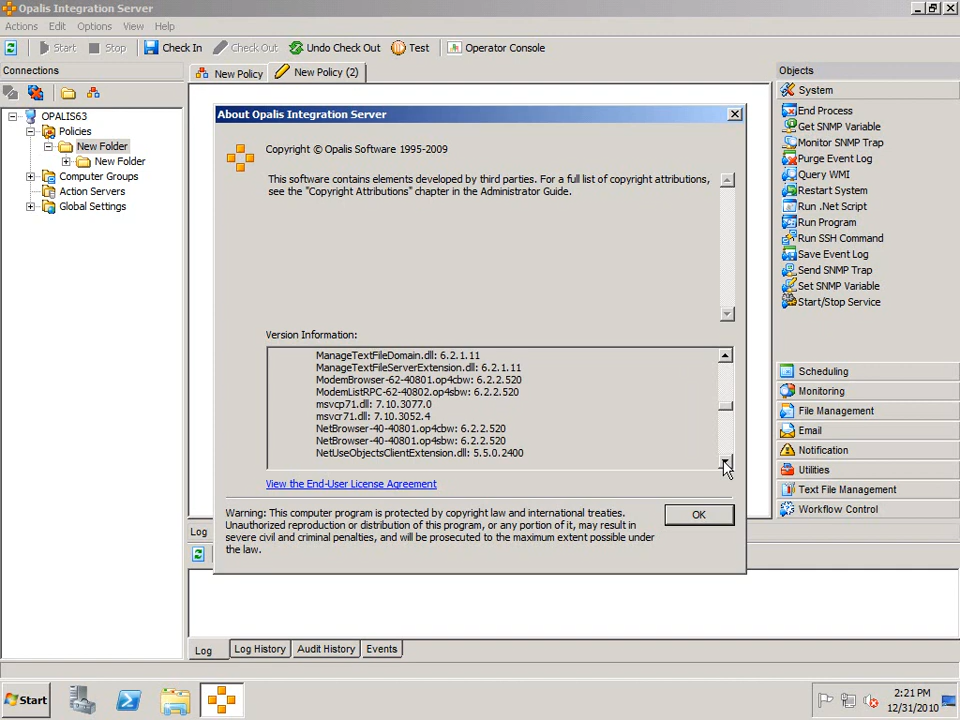 Opalis Integration Server
Actions Edit Options View Help
Start Stop Check In Check Out Undo Check Out Test Operator Console
Connections
OPALIS63
Policies
New Folder
New Folder
Computer Groups
Action Servers
Global Settings
New Policy New Policy (2)
About Opalis Integration Server
Copyright © Opalis Software 1995-2009
This software contains elements developed by third parties. For a full list of copyright attributions,
see the "Copyright Attributions" chapter in the Administrator Guide.
Version Information:
ManageTextFileDomain.dll: 6.2.1.11
ManageTextFileServerExtension.dll: 6.2.1.11
ModemBrowser-62-40801.op4cbw: 6.2.2.520
ModemListRPC-62-40802.op4sbw: 6.2.2.520
msvcp71.dll: 7.10.3077.0
msvcr71.dll: 7.10.3052.4
NetBrowser-40-40801.op4cbw: 6.2.2.520
NetBrowser-40-40801.op4sbw: 6.2.2.520
NetUseObjectsClientExtension.dll: 5.5.0.2400
View the End-User License Agreement
Warning: This computer program is protected by copyright law and international treaties.
Unauthorized reproduction or distribution of this program, or any portion of it, may result in
severe civil and criminal penalties, and will be prosecuted to the maximum extent possible under
the law.
OK
Objects
System
End Process
Get SNMP Variable
Monitor SNMP Trap
Purge Event Log
Query WMI
Restart System
Run .Net Script
Run Program
Run SSH Command
Save Event Log
Send SNMP Trap
Set SNMP Variable
Start/Stop Service
Scheduling
Monitoring
File Management
Email
Notification
Utilities
Text File Management
Workflow Control
Log
Log Log History Audit History Events
Start
2:21 PM
12/31/2010